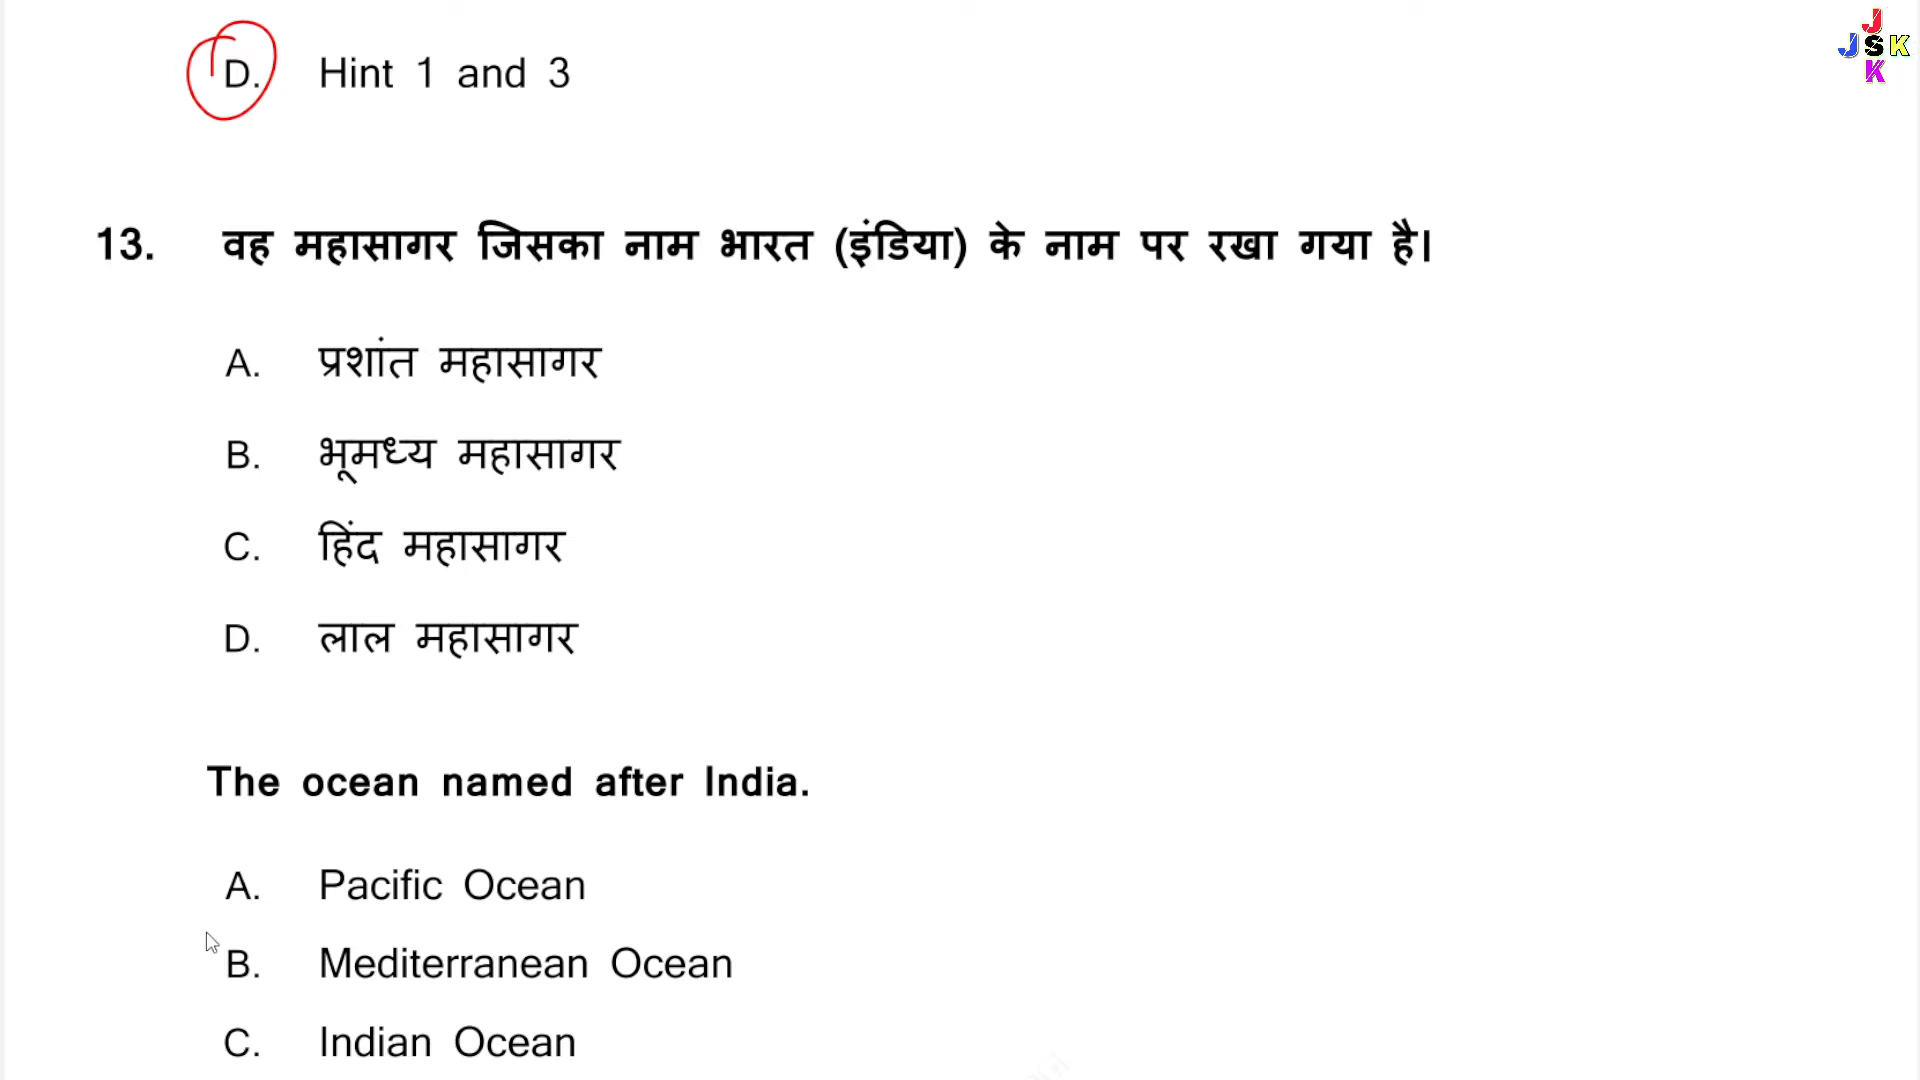 J
JSK
K
D. Hint 1 and 3
13. वह महासागर जिसका नाम भारत (इंडिया) के नाम पर रखा गया है।
A. प्रशांत महासागर
B. भूमध्य महासागर
C. हिंद महासागर
D. लाल महासागर
The ocean named after India.
A. Pacific Ocean
B. Mediterranean Ocean
C. Indian Ocean